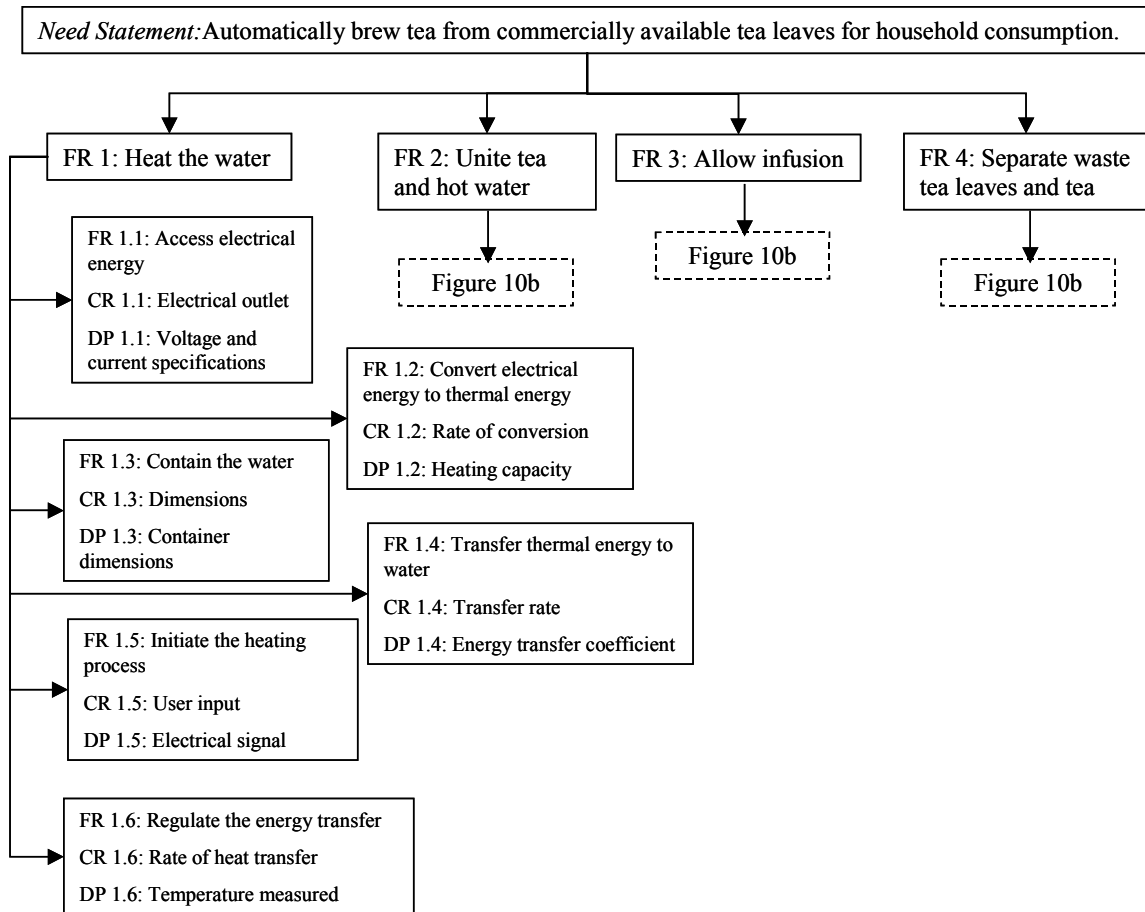 Need Statement:Automatically brew tea from commercially available tea leaves for household consumption.
FR 1: Heat the water
FR 2: Unite tea
and hot water
FR 3: Allow infusion
FR 4: Separate waste
tea leaves and tea
Figure 10b
Figure 10b
Figure 10b
FR 1.1: Access electrical
energy
CR 1.1: Electrical outlet
DP 1.1: Voltage and
current specifications
FR 1.2: Convert electrical
energy to thermal energy
CR 1.2: Rate of conversion
DP 1.2: Heating capacity
FR 1.3: Contain the water
CR 1.3: Dimensions
DP 1.3: Container
dimensions
FR 1.4: Transfer thermal energy to
water
CR 1.4: Transfer rate
DP 1.4: Energy transfer coefficient
FR 1.5: Initiate the heating
process
CR 1.5: User input
DP 1.5: Electrical signal
FR 1.6: Regulate the energy transfer
CR 1.6: Rate of heat transfer
DP 1.6: Temperature measured